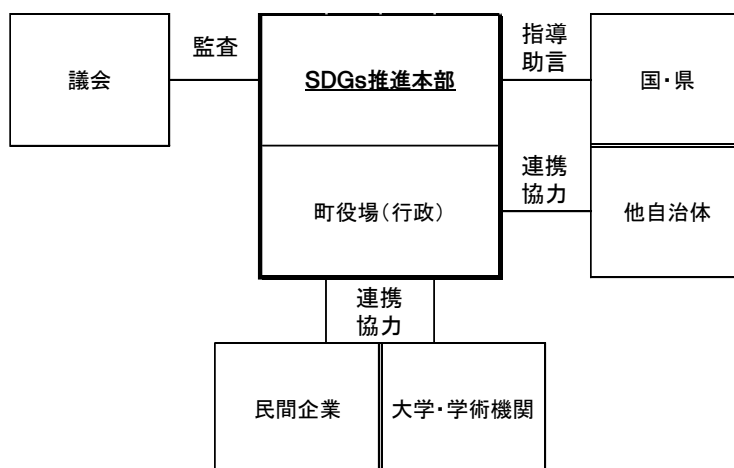 議会
監査
SDGs推進本部
指導
助言
国・県
町役場（行政）
連携
協力
他自治体
連携
協力
民間企業
大学・学術機関